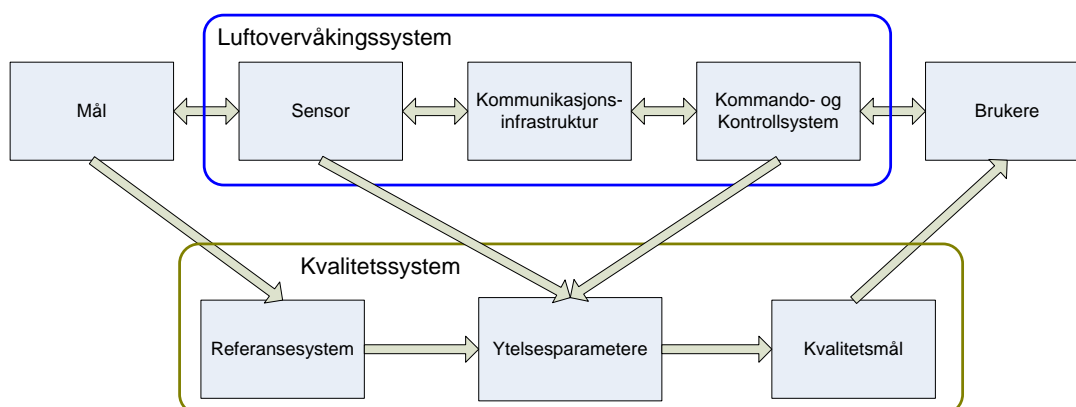 Luftovervåkingssystem
Mål
Sensor
Kommunikasjons-
infrastruktur
Kommando- og
Kontrollsystem
Brukere
Kvalitetssystem
Referansesystem
Ytelsesparametere
Kvalitetsmål